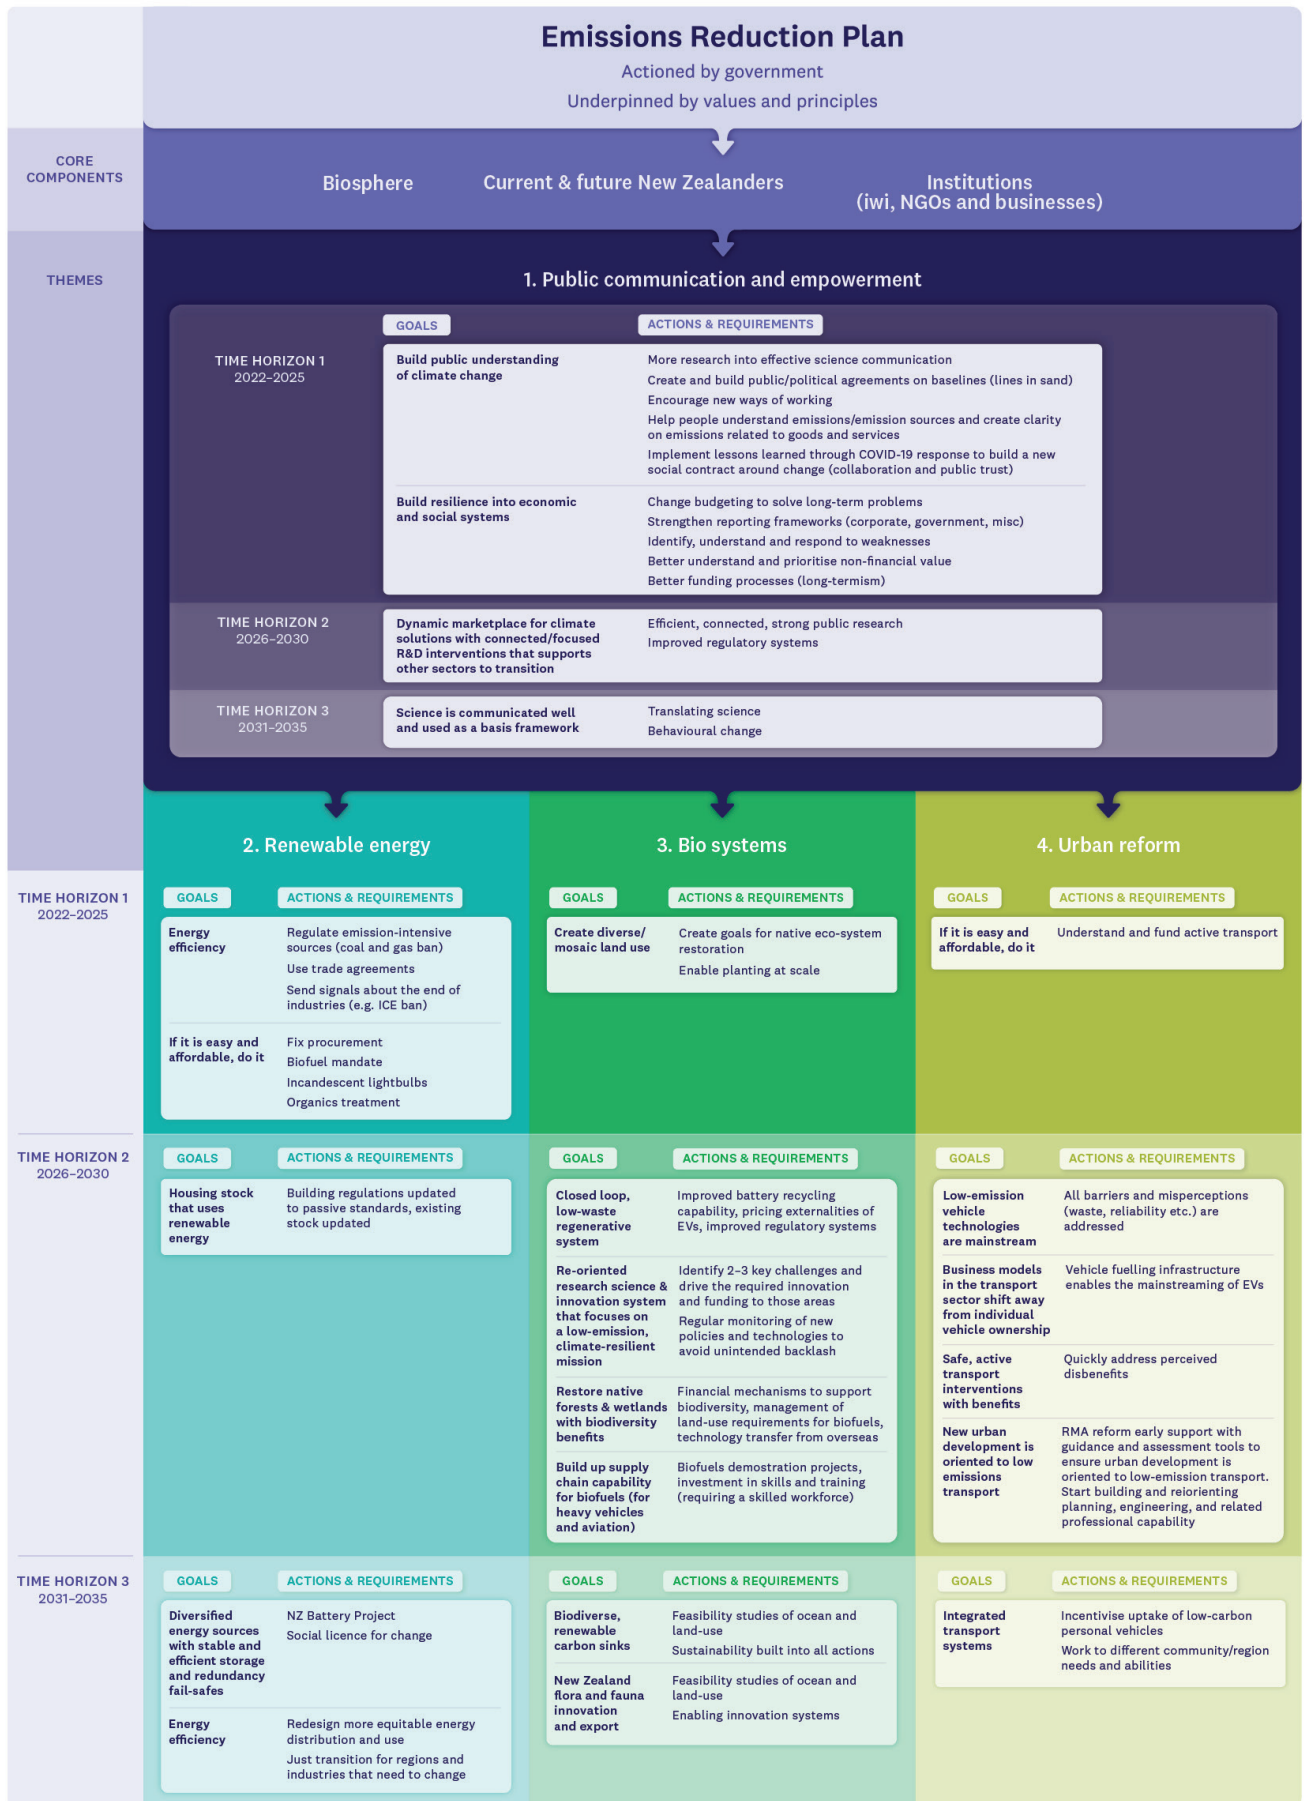 Emissions Reduction Plan
Actioned by government
Underpinned by values and principles
CORE
COMPONENTS
Biosphere
Current & future New Zealanders
Institutions
(iwi, NGOs and businesses)
THEMES
1. Public communication and empowerment
GOALS
ACTIONS & REQUIREMENTS
TIME HORIZON 1
2022–2025
Build public understanding
of climate change
More research into effective science communication
Create and build public/political agreements on baselines (lines in sand)
Encourage new ways of working
Help people understand emissions/emission sources and create clarity
on emissions related to goods and services
Implement lessons learned through COVID-19 response to build a new
social contract around change (collaboration and public trust)
Build resilience into economic
and social systems
Change budgeting to solve long-term problems
Strengthen reporting frameworks (corporate, government, misc)
Identify, understand and respond to weaknesses
Better understand and prioritise non-financial value
Better funding processes (long-termism)
TIME HORIZON 2
2026–2030
Dynamic marketplace for climate
solutions with connected/focused
R&D interventions that supports
other sectors to transition
Efficient, connected, strong public research
Improved regulatory systems
TIME HORIZON 3
2031–2035
Science is communicated well
and used as a basis framework
Translating science
Behavioural change
2. Renewable energy
3. Bio systems
4. Urban reform
TIME HORIZON 1
2022–2025
GOALS
ACTIONS & REQUIREMENTS
Energy
efficiency
Regulate emission-intensive
sources (coal and gas ban)
Use trade agreements
Send signals about the end of
industries (e.g. ICE ban)
If it is easy and
affordable, do it
Fix procurement
Biofuel mandate
Incandescent lightbulbs
Organics treatment
GOALS
ACTIONS & REQUIREMENTS
Create diverse/
mosaic land use
Create goals for native eco-system
restoration
Enable planting at scale
GOALS
ACTIONS & REQUIREMENTS
If it is easy and
affordable, do it
Understand and fund active transport
TIME HORIZON 2
2026–2030
GOALS
ACTIONS & REQUIREMENTS
Housing stock
that uses
renewable
energy
Building regulations updated
to passive standards, existing
stock updated
GOALS
ACTIONS & REQUIREMENTS
Closed loop,
low-waste
regenerative
system
Improved battery recycling
capability, pricing externalities of
EVs, improved regulatory systems
Re-oriented
research science &
innovation system
that focuses on
a low-emission,
climate-resilient
mission
Identify 2–3 key challenges and
drive the required innovation
and funding to those areas
Regular monitoring of new
policies and technologies to
avoid unintended backlash
Restore native
forests & wetlands
with biodiversity
benefits
Financial mechanisms to support
biodiversity, management of
land-use requirements for biofuels,
technology transfer from overseas
Build up supply
chain capability
for biofuels (for
heavy vehicles
and aviation)
Biofuels demostration projects,
investment in skills and training
(requiring a skilled workforce)
GOALS
ACTIONS & REQUIREMENTS
Low-emission
vehicle
technologies
are mainstream
All barriers and misperceptions
(waste, reliability etc.) are
addressed
Business models
in the transport
sector shift away
from individual
vehicle ownership
Vehicle fuelling infrastructure
enables the mainstreaming of EVs
Safe, active
transport
interventions
with benefits
Quickly address perceived
disbenefits
New urban
development is
oriented to low
emissions
transport
RMA reform early support with
guidance and assessment tools to
ensure urban development is
oriented to low-emission transport.
Start building and reiorienting
planning, engineering, and related
professional capability
TIME HORIZON 3
2031–2035
GOALS
ACTIONS & REQUIREMENTS
Diversified
energy sources
with stable and
efficient storage
and redundancy
fail-safes
NZ Battery Project
Social licence for change
Energy
efficiency
Redesign more equitable energy
distribution and use
Just transition for regions and
industries that need to change
GOALS
ACTIONS & REQUIREMENTS
Biodiverse,
renewable
carbon sinks
Feasibility studies of ocean and
land-use
Sustainability built into all actions
New Zealand
flora and fauna
innovation
and export
Feasibility studies of ocean and
land-use
Enabling innovation systems
GOALS
ACTIONS & REQUIREMENTS
Integrated
transport
systems
Incentivise uptake of low-carbon
personal vehicles
Work to different community/region
needs and abilities